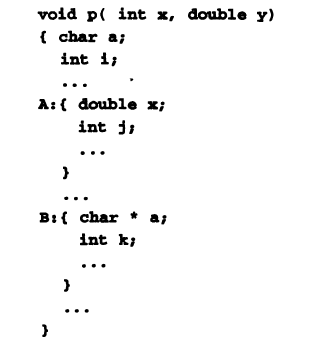 void p( int x, double y)
{ char a;
int i;
...
A:{ double x;
int j;
...
}
...
B:{ char * a;
int k;
...
}
...
}